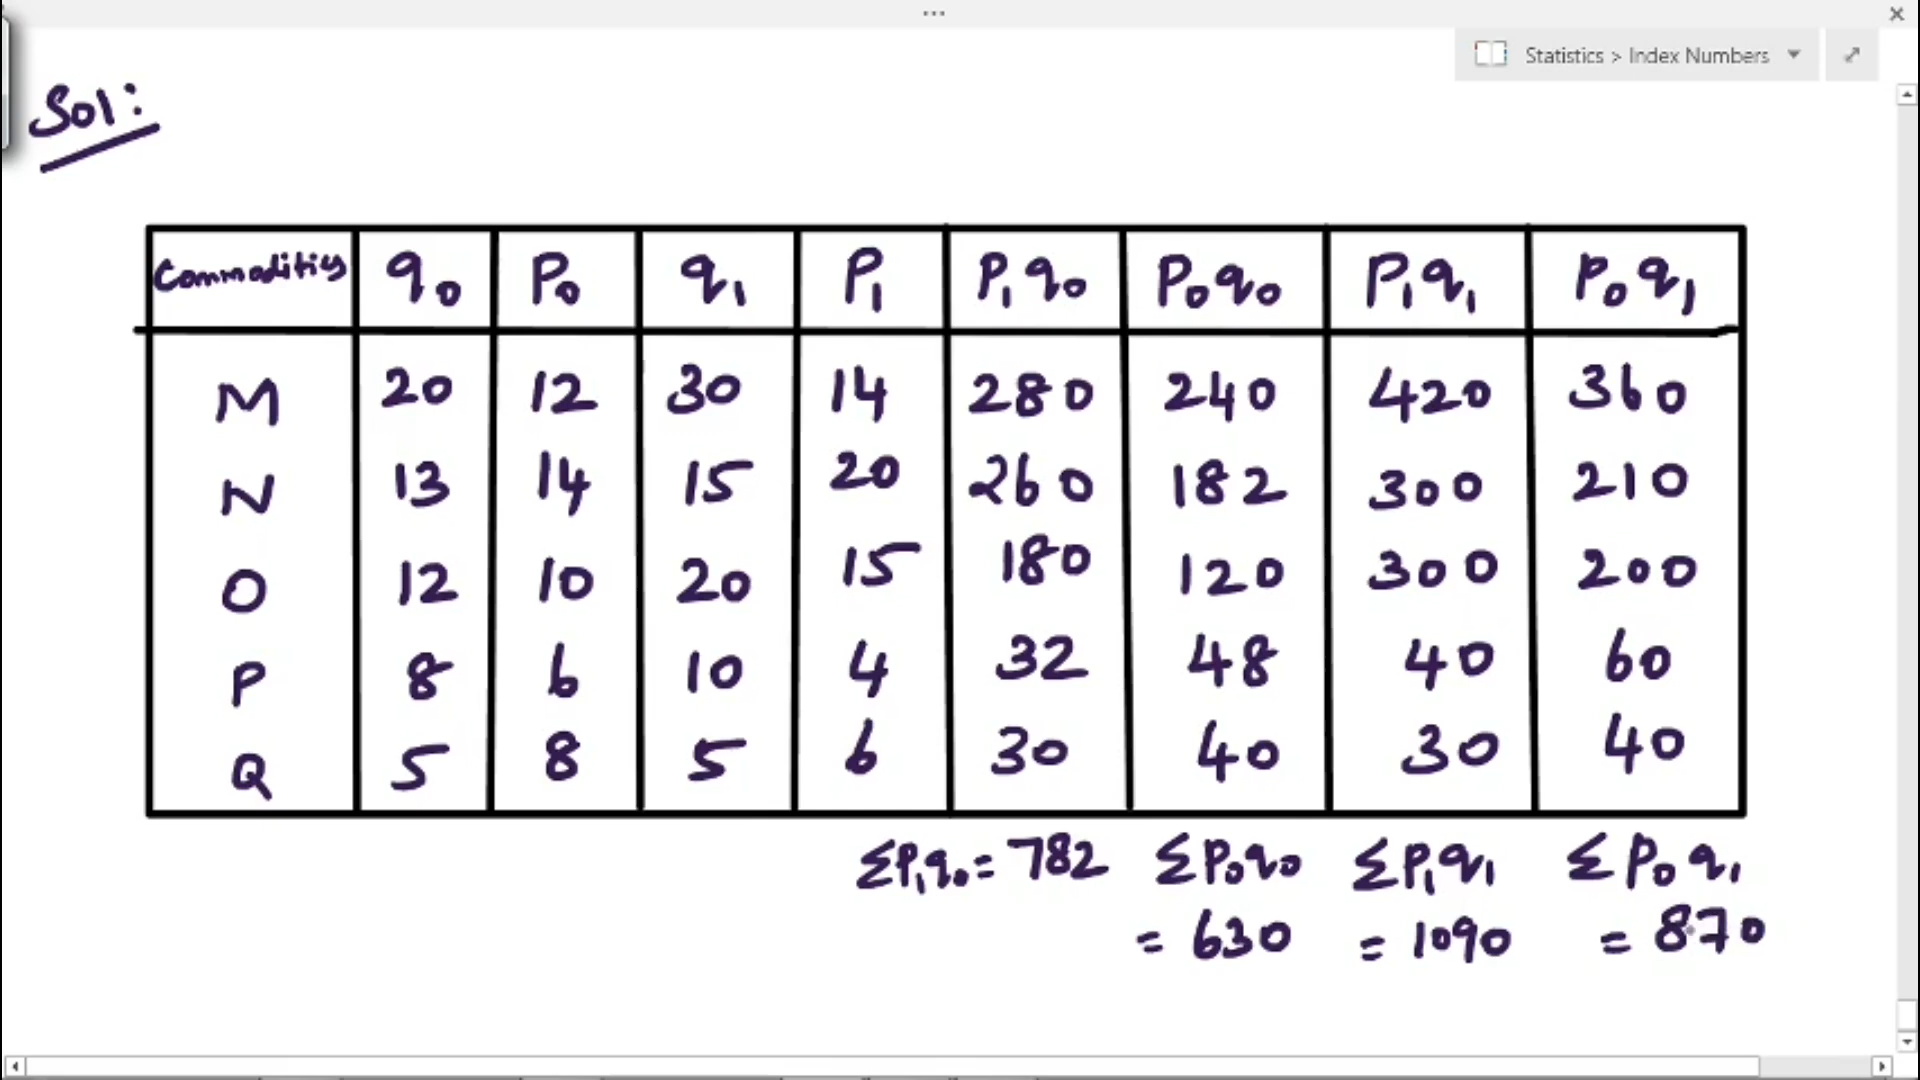 ...
Statistics > Index Numbers
Sol:
Commodities q₀ P₀ q₁ P₁ P₁q₀ P₀q₀ P₁q₁ P₀q₁
M 20 12 30 14 280 240 420 360
N 13 14 15 20 260 182 300 210
O 12 10 20 15 180 120 300 200
P 8 6 10 4 32 48 40 60
Q 5 8 5 6 30 40 30 40
ΣP₁q₀ = 782 ΣP₀q₀ ΣP₁q₁ ΣP₀q₁
= 630 = 1090 = 870